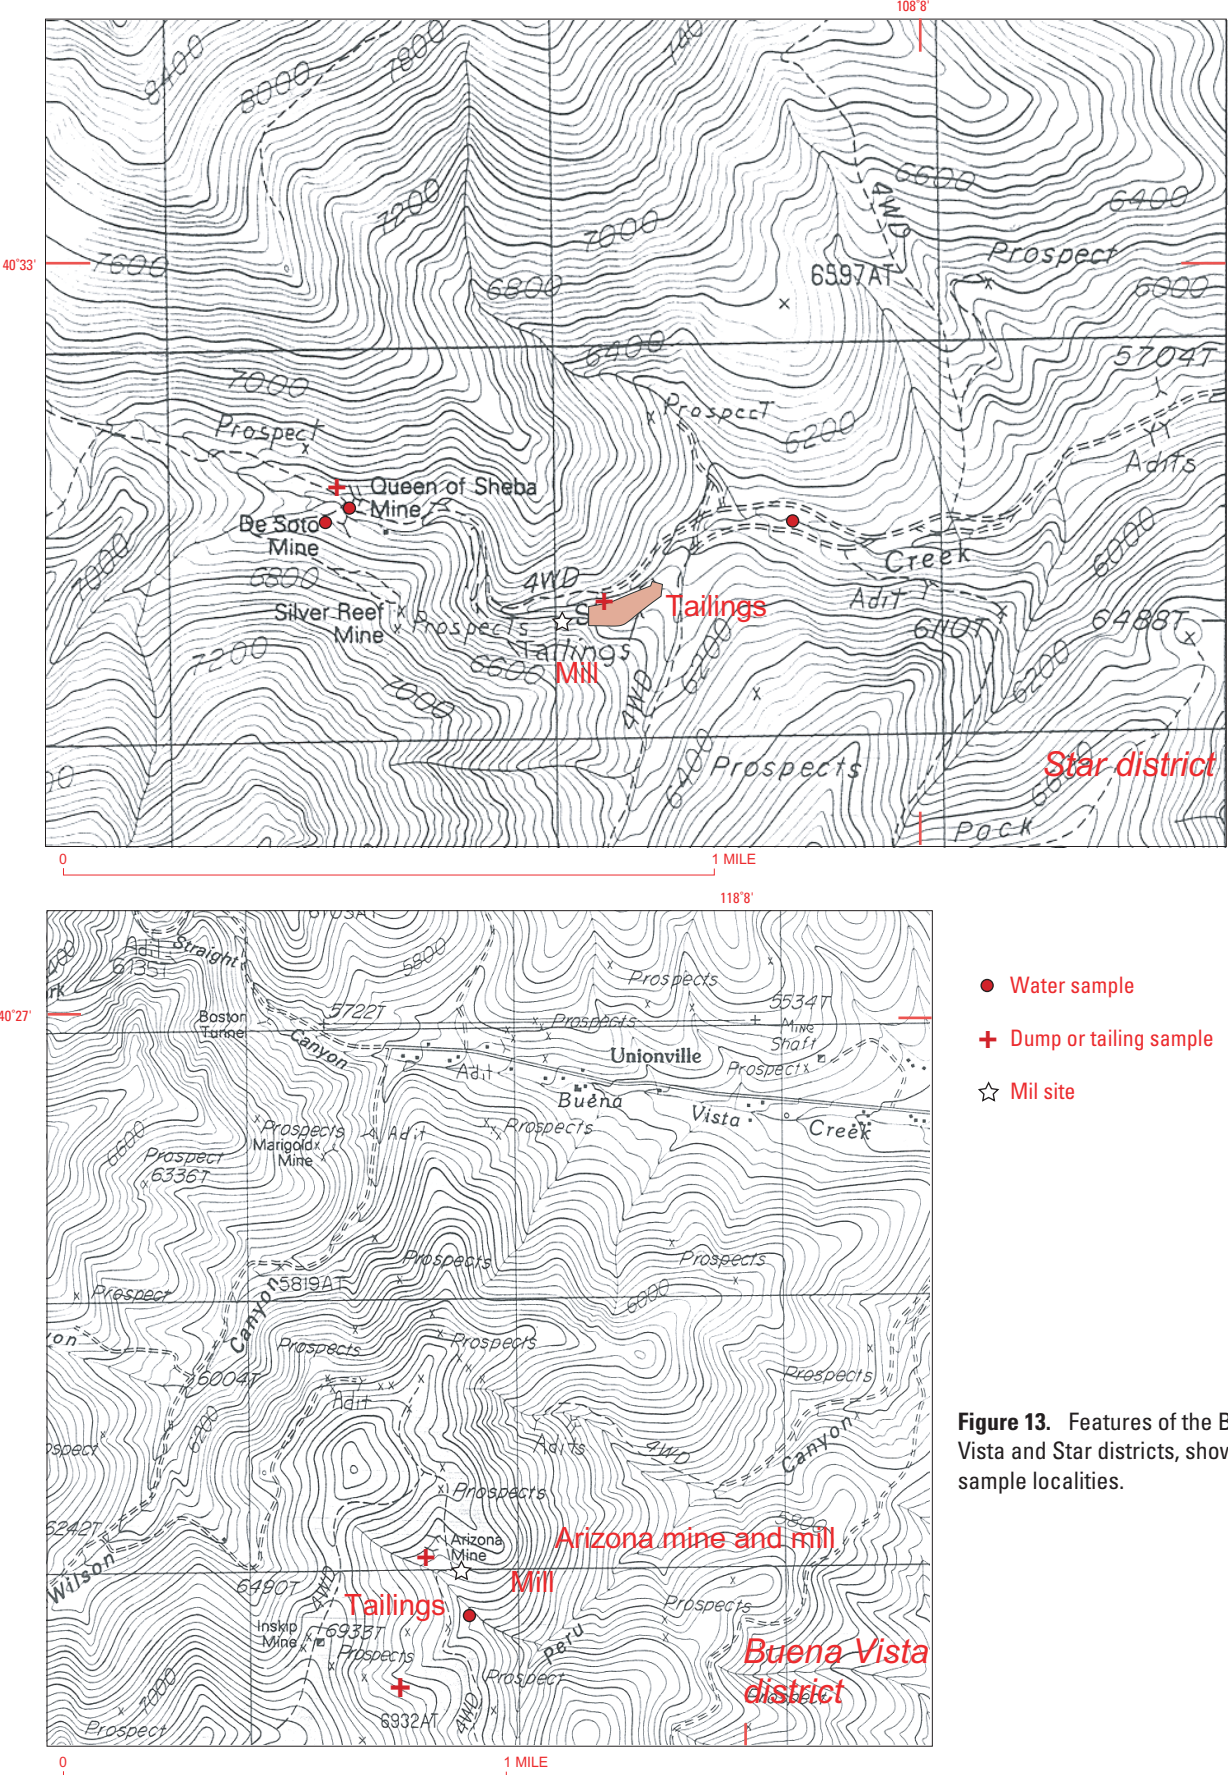 108°8'
8400
8000
7800
7200
7000
6600
6400
4WD
40°33'
7600
6800
6597AT
Prospect
6000
6400
5704T
7000
Prospect
Prospect
6200
Adits
Queen of Sheba
Mine
De Soto
Mine
7000
6800
4WD
Creek
6000
Silver Reef
Mine
Prospects
Tailings
Adit
6110T
6488T
7200
6600
Tailings
Mill
6200
6200
7000
4WD
6400
Prospects
Star district
Pack
0
1 MILE
118°8'
Adit
6135T
Straight
5800
Prospects
40°27'
Boston
Tunnel
5722T
Canyon
Prospects
5534T
Mine
Shaft
Unionville
Adit
Prospect
Buena
Vista
Creek
6600
Prospects
Marigold
Mine
Adit
Prospects
Prospect
6336T
Prospects
Prospects
5819AT
Prospect
6000
Canyon
Prospects
Prospects
6004T
Prospects
Adit
6200
Adits
4WD
Canyon
Prospects
6242T
Arizona
Mine
5800
Arizona mine and mill
Wilson
6490T
4WD
Mill
Tailings
Prospects
Inskip
Mine
6933T
Prospects
Peru
Prospect
Buena Vista
district
7000
Prospect
6932AT
4WD
Prospect
0
1 MILE
Water sample
Dump or tailing sample
Mil site
Figure 13. Features of the B
Vista and Star districts, show
sample localities.